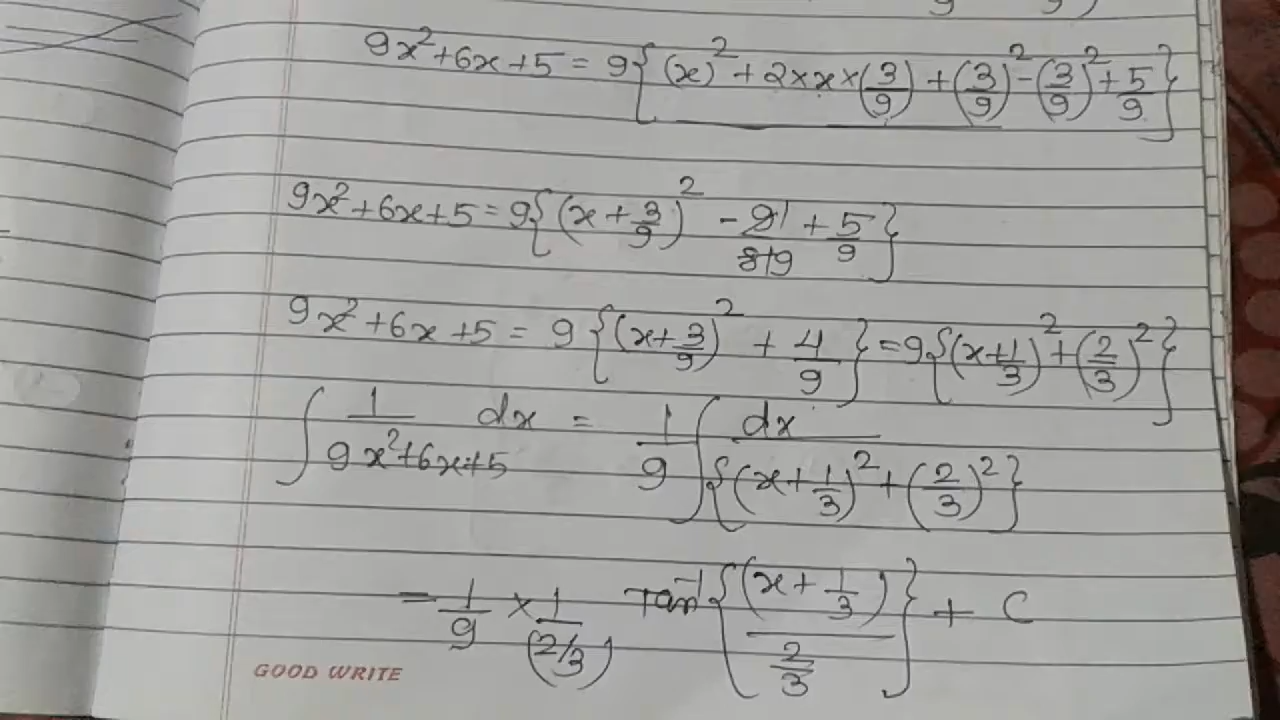 9x²+6x+5 = 9{(x)²+2×x×(3/9)+(3/9)²-(3/9)²+5/9}
9x²+6x+5=9{(x+3/9)² - 9 1/81 9 + 5/9}
9x²+6x+5 = 9{(x+3/9)² + 4/9} =9{(x+1/3)²+(2/3)²}
∫ 1/9x²+6x+5 dx = 1/9 ∫ dx/{(x+1/3)²+(2/3)²}
= 1/9 × 1/(2/3) Tan⁻¹{(x+1/3)/2/3} + C
GOOD WRITE